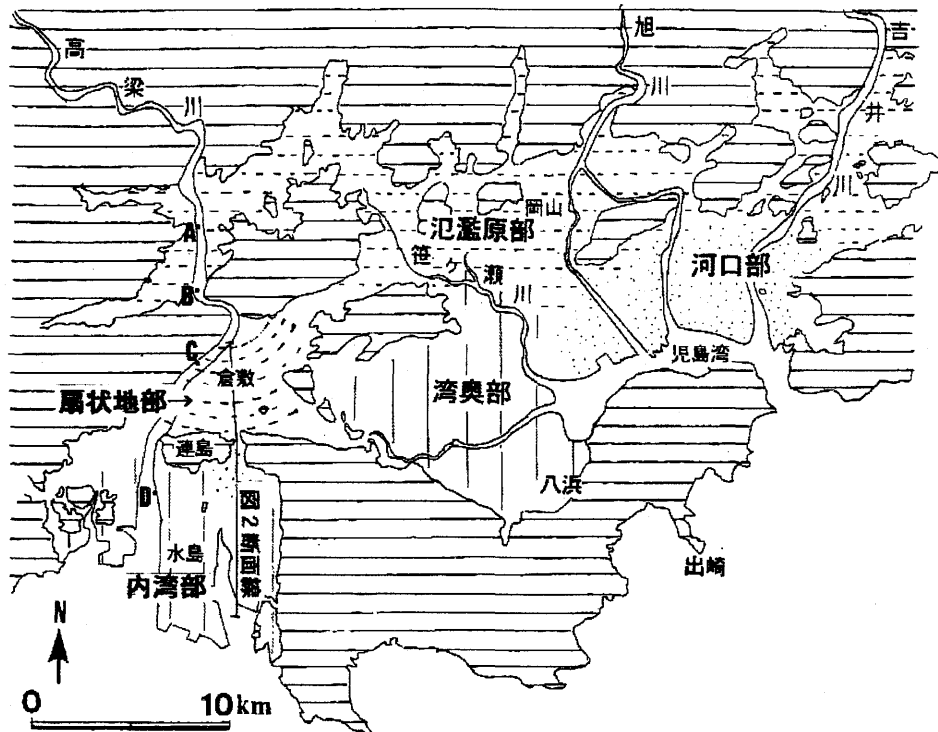 高梁川
旭川
吉井川
岡山
氾濫原部
笹ヶ瀬川
河口部
A
B
C
D
倉敷
扇状地部
児島湾
湾奥部
連島
八浜
図2断面線
水島
内湾部
出崎
N
0 10km